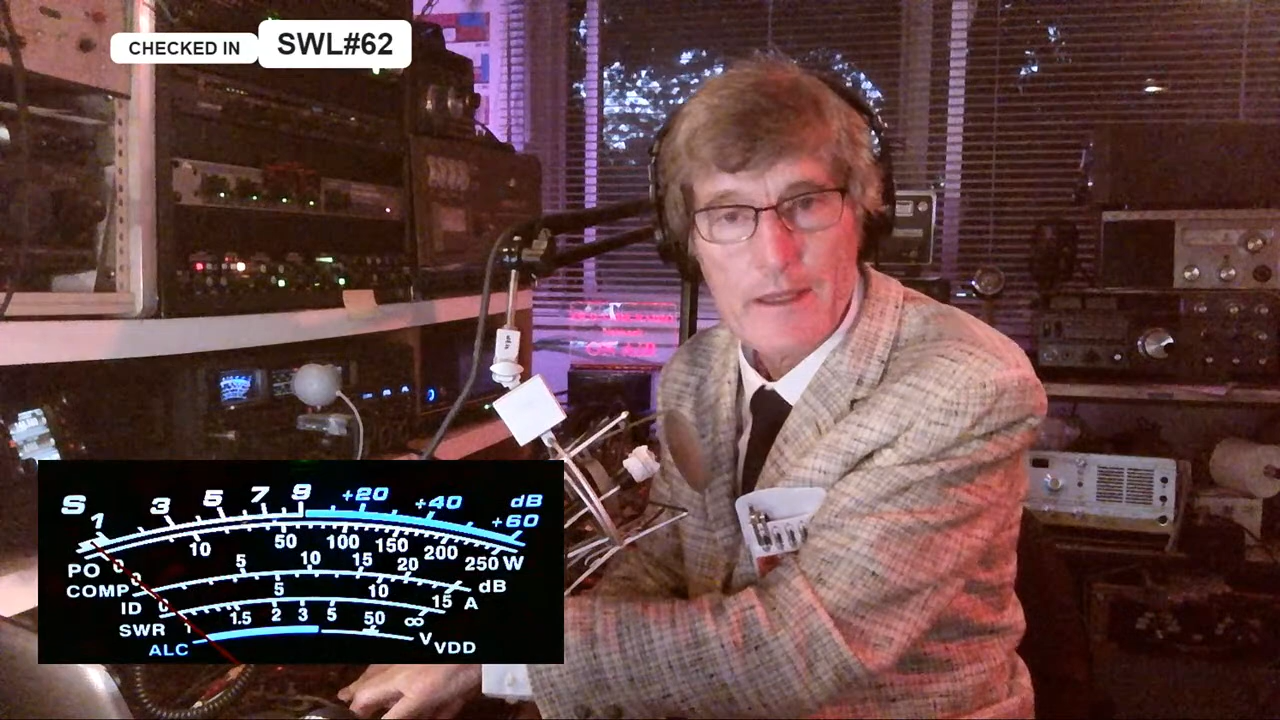 CHECKED IN SWL#62
S 1 3 5 7 9 +20 +40 +60 dB
PO 0 10 50 100 150 200 250 W
COMP 0 5 10 15 20 dB
ID 0 5 10 15 A
SWR 1 1.5 2 3 5 50 ∞
ALC V VDD
ON AIR